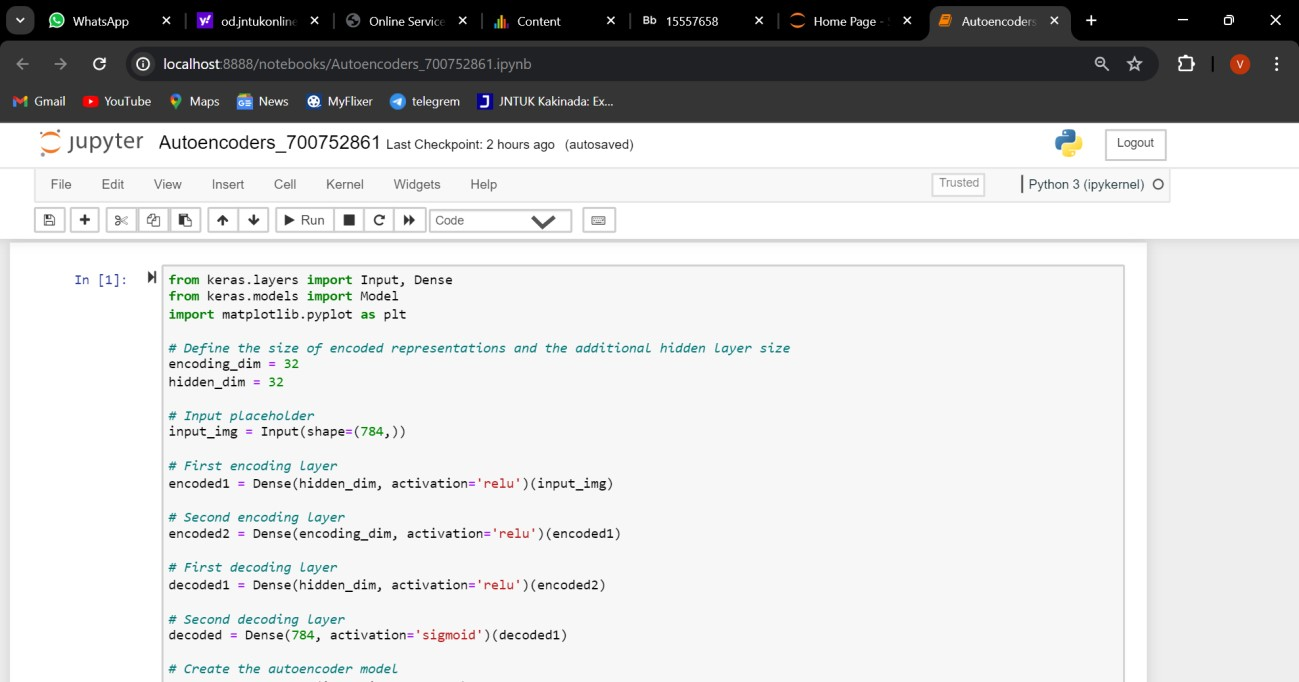 WhatsApp
od.jntukonline
Online Service
Content
Bb 15557658
Home Page -
Autoencoders
localhost:8888/notebooks/Autoencoders_700752861.ipynb
V
Gmail
YouTube
Maps
GE News
MyFlixer
telegrem
J JNTUK Kakinada: Ex...
jupyter Autoencoders_700752861 Last Checkpoint: 2 hours ago (autosaved)
Logout
File Edit View Insert Cell Kernel Widgets Help
Trusted
Python 3 (ipykernel)
Run
Code
In [1]:
from keras.layers import Input, Dense
from keras.models import Model
import matplotlib.pyplot as plt
# Define the size of encoded representations and the additional hidden layer size
encoding_dim = 32
hidden_dim = 32
# Input placeholder
input_img = Input(shape=(784,))
# First encoding layer
encoded1 = Dense(hidden_dim, activation='relu')(input_img)
# Second encoding layer
encoded2 = Dense(encoding_dim, activation='relu')(encoded1)
# First decoding layer
decoded1 = Dense(hidden_dim, activation='relu')(encoded2)
# Second decoding layer
decoded = Dense(784, activation='sigmoid')(decoded1)
# Create the autoencoder model